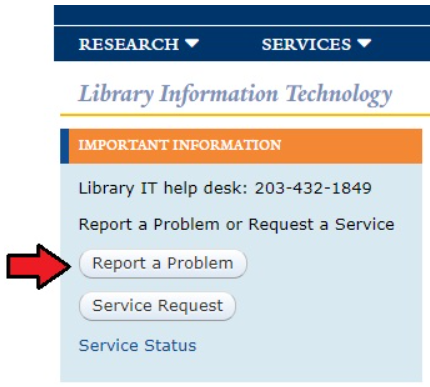 RESEARCH ▼ SERVICES ▼
Library Information Technology
IMPORTANT INFORMATION
Library IT help desk: 203-432-1849
Report a Problem or Request a Service
Report a Problem
Service Request
Service Status